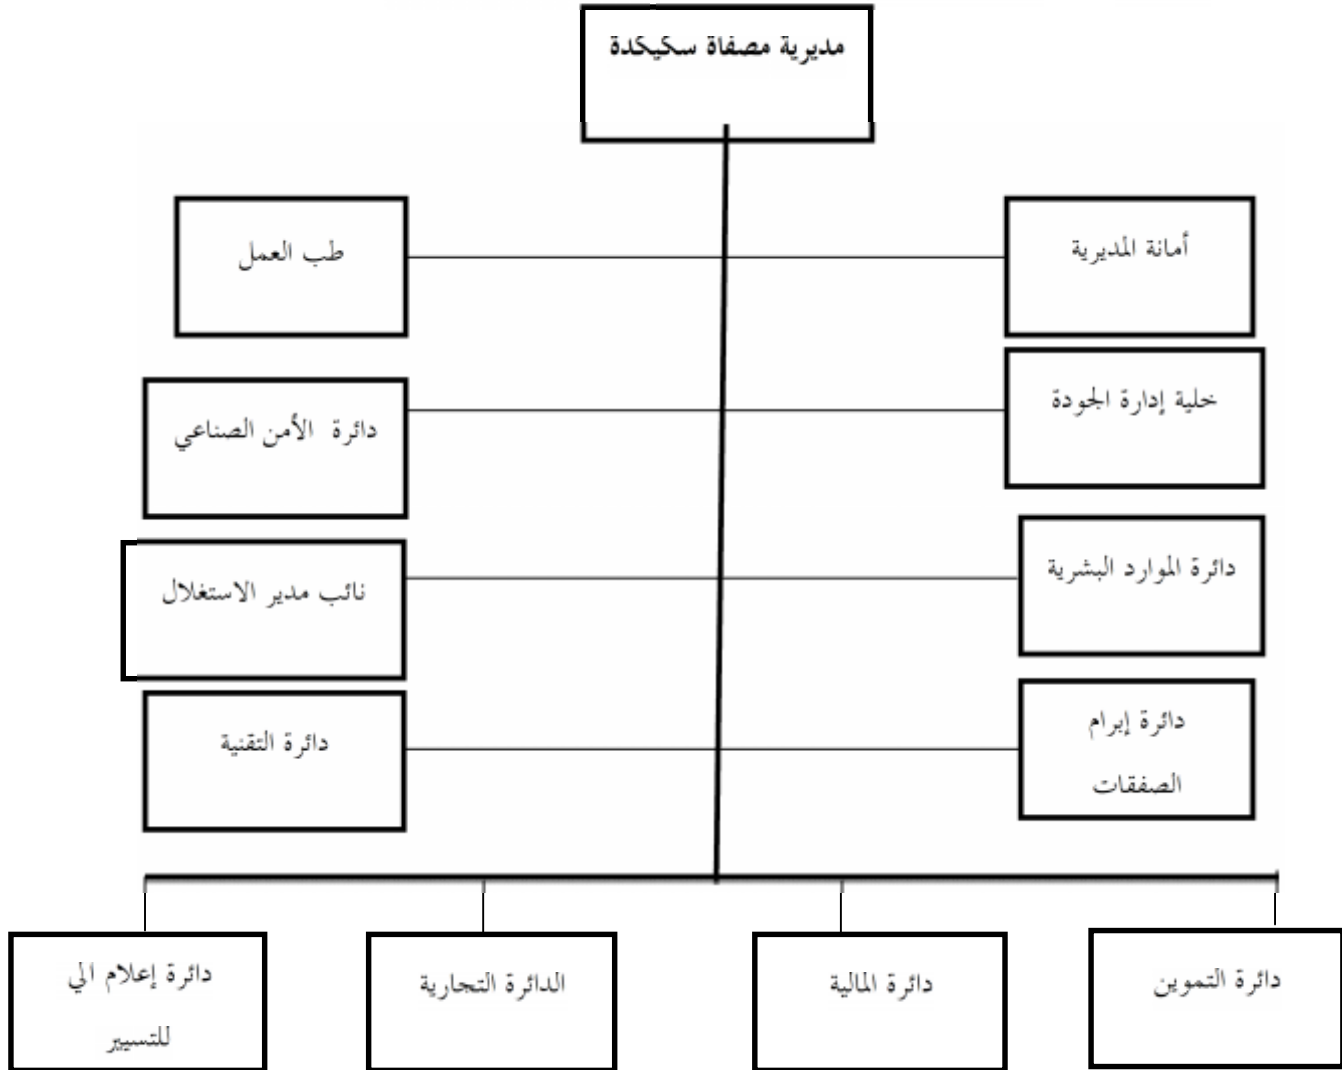 مديرية مصفاة سكيكدة
أمانة المديرية
طب العمل
خلية إدارة الجودة
دائرة الأمن الصناعي
دائرة الموارد البشرية
نائب مدير الاستغلال
دائرة إبرام
الصفقات
دائرة التقنية
دائرة التموين
دائرة المالية
الدائرة التجارية
دائرة إعلام الي
للتسيير